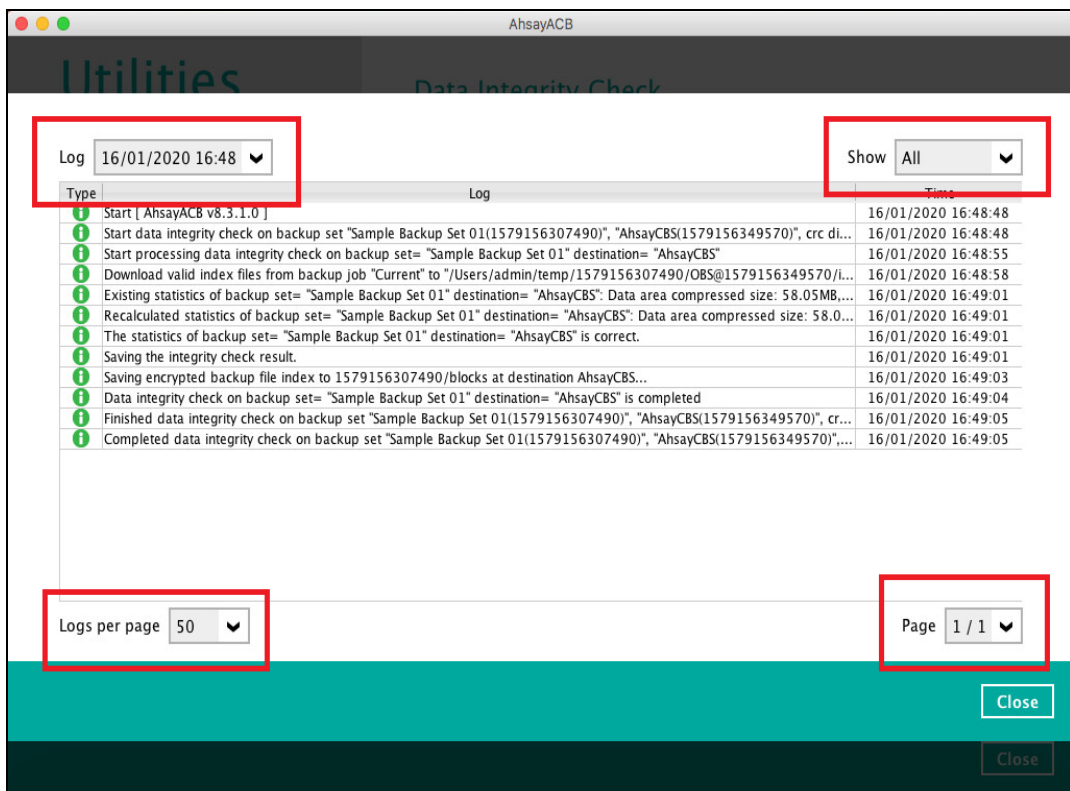 AhsayACB
Utilities
Data Integrity Check
Log 16/01/2020 16:48 Show All
Type Log Time
Start [ AhsayACB v8.3.1.0 ] 16/01/2020 16:48:48
Start data integrity check on backup set "Sample Backup Set 01(1579156307490)", "AhsayCBS(1579156349570)", crc di... 16/01/2020 16:48:48
Start processing data integrity check on backup set= "Sample Backup Set 01" destination= "AhsayCBS" 16/01/2020 16:48:55
Download valid index files from backup job "Current" to "/Users/admin/temp/1579156307490/OBS@1579156349570/i... 16/01/2020 16:48:58
Existing statistics of backup set= "Sample Backup Set 01" destination= "AhsayCBS": Data area compressed size: 58.05MB,... 16/01/2020 16:49:01
Recalculated statistics of backup set= "Sample Backup Set 01" destination= "AhsayCBS": Data area compressed size: 58.0... 16/01/2020 16:49:01
The statistics of backup set= "Sample Backup Set 01" destination= "AhsayCBS" is correct. 16/01/2020 16:49:01
Saving the integrity check result. 16/01/2020 16:49:01
Saving encrypted backup file index to 1579156307490/blocks at destination AhsayCBS... 16/01/2020 16:49:03
Data integrity check on backup set= "Sample Backup Set 01" destination= "AhsayCBS" is completed 16/01/2020 16:49:04
Finished data integrity check on backup set "Sample Backup Set 01(1579156307490)", "AhsayCBS(1579156349570)", cr... 16/01/2020 16:49:05
Completed data integrity check on backup set "Sample Backup Set 01(1579156307490)", "AhsayCBS(1579156349570)",... 16/01/2020 16:49:05
Logs per page 50 Page 1 / 1
Close
Close